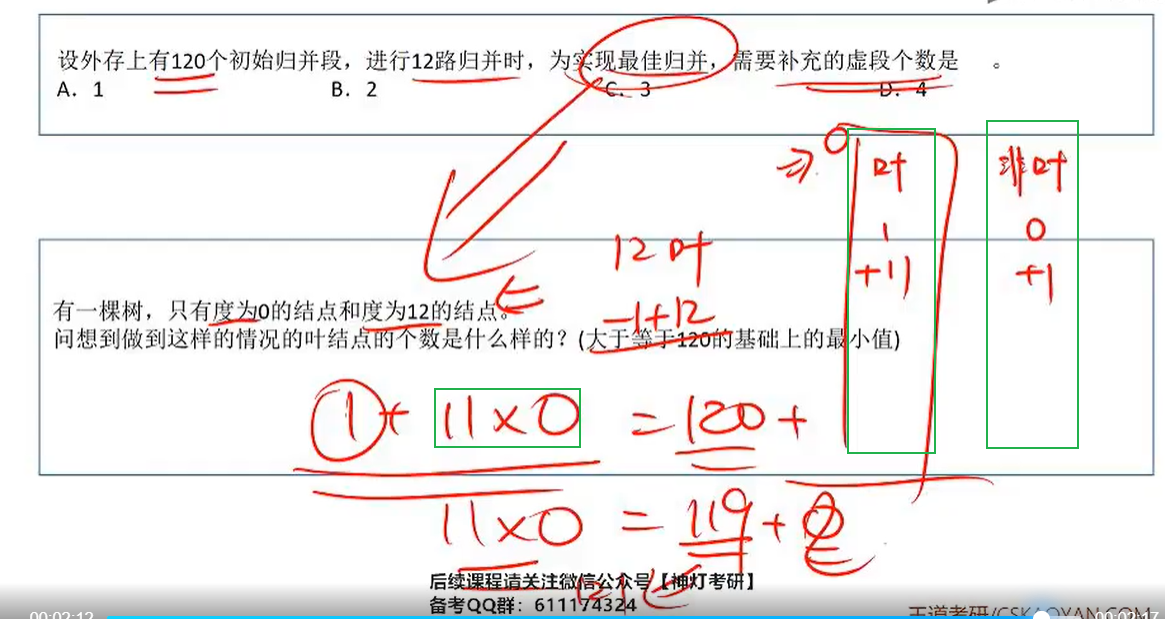 设外存上有120个初始归并段，进行12路归并时，为实现最佳归并，需要补充的虚段个数是　。
A. 1 B. 2 C. 3 D. 4
叶 非叶
1 0
+11 +1
12叶
-1+12
有一棵树，只有度为0的结点和度为12的结点。
问想到做到这样的情况的叶结点的个数是什么样的？(大于等于120的基础上的最小值)
1+ 11×0 =120+
11×0 =119+2
后续课程请关注微信公众号【神灯考研】
121
备考QQ群：611174324
王道考研/CSKAOYAN.COM
00:02:12 00:02:17